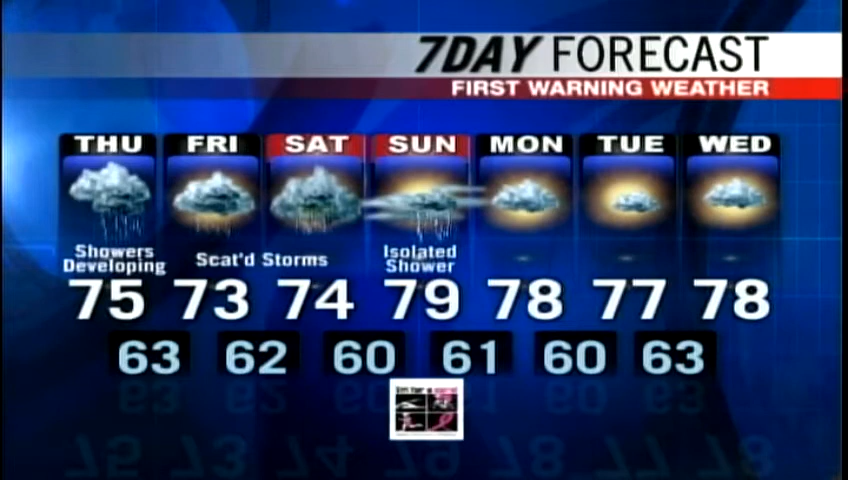 7DAY FORECAST
FIRST WARNING WEATHER
THU FRI SAT SUN MON TUE WED
Showers Developing
Scat'd Storms
Isolated Shower
75 73 74 79 78 77 78
63 62 60 61 60 63